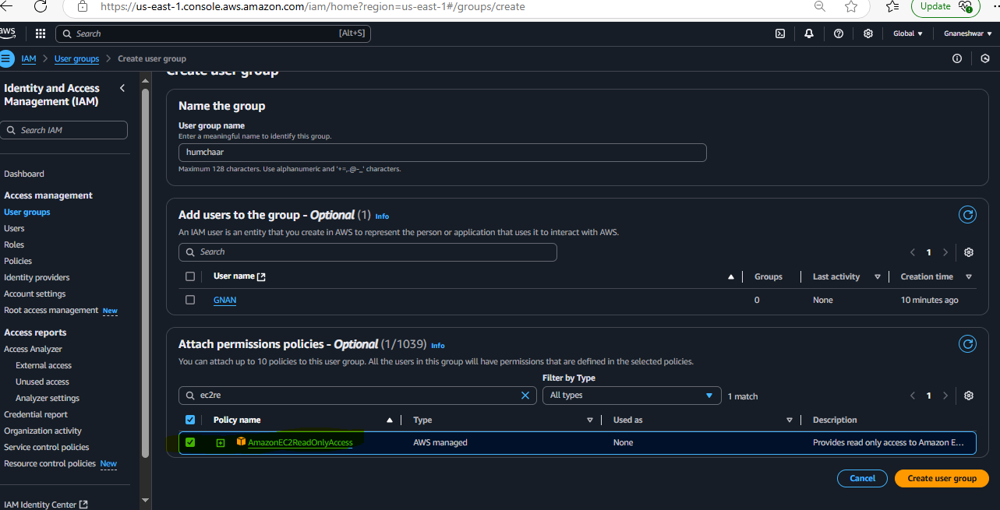 https://us-east-1.console.aws.amazon.com/iam/home?region=us-east-1#/groups/create
Update
aws
Search [Alt+S]
Global ▼ Gnaneshwar ▼
IAM > User groups > Create user group
Identity and Access
Management (IAM)
Search IAM
Dashboard
Access management
User groups
Users
Roles
Policies
Identity providers
Account settings
Root access management New
Access reports
Access Analyzer
External access
Unused access
Analyzer settings
Credential report
Organization activity
Service control policies
Resource control policies New
IAM Identity Center
Create user group
Name the group
User group name
Enter a meaningful name to identify this group.
humchaar
Maximum 128 characters. Use alphanumeric and '+=,.@-_' characters.
Add users to the group - Optional (1) Info
An IAM user is an entity that you create in AWS to represent the person or application that uses it to interact with AWS.
Search
1
User name Groups Last activity Creation time
GNAN 0 None 10 minutes ago
Attach permissions policies - Optional (1/1039) Info
You can attach up to 10 policies to this user group. All the users in this group will have permissions that are defined in the selected policies.
Filter by Type
ec2re All types 1 match
1
Policy name Type Used as Description
AmazonEC2ReadOnlyAccess AWS managed None Provides read only access to Amazon E...
Cancel Create user group